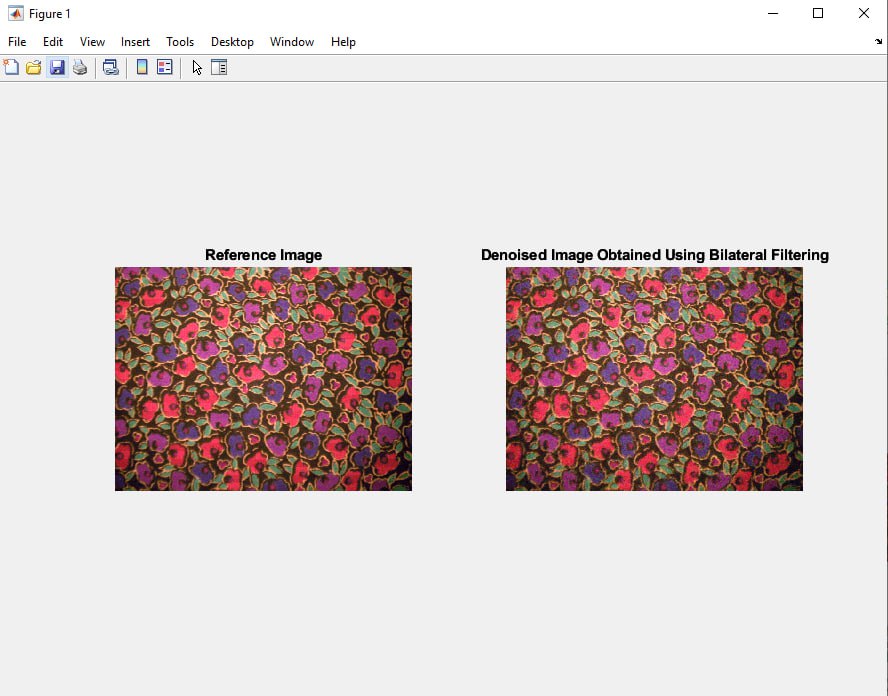 Figure 1
File Edit View Insert Tools Desktop Window Help
Reference Image
Denoised Image Obtained Using Bilateral Filtering